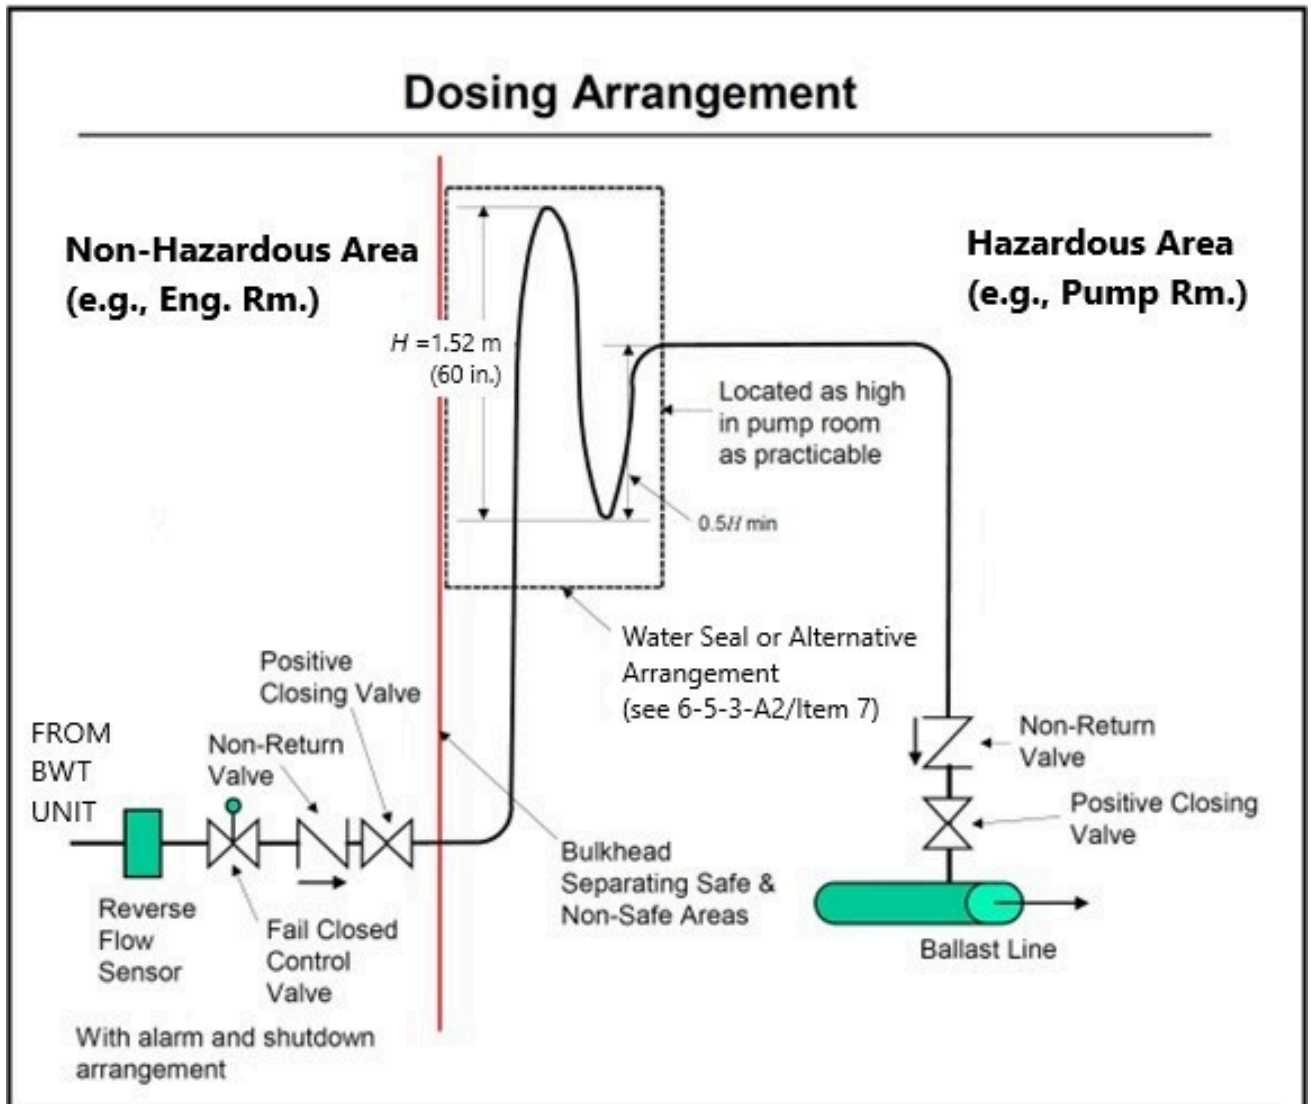 Dosing Arrangement
Non-Hazardous Area
(e.g., Eng. Rm.)
Hazardous Area
(e.g., Pump Rm.)
H =1.52 m
(60 in.)
Located as high
in pump room
as practicable
0.5H min
Water Seal or Alternative
Arrangement
(see 6-5-3-A2/Item 7)
Positive
Closing Valve
Non-Return
Valve
FROM
BWT
UNIT
Non-Return
Valve
Positive Closing
Valve
Bulkhead
Separating Safe &
Non-Safe Areas
Reverse
Flow
Sensor
Fail Closed
Control
Valve
Ballast Line
With alarm and shutdown
arrangement